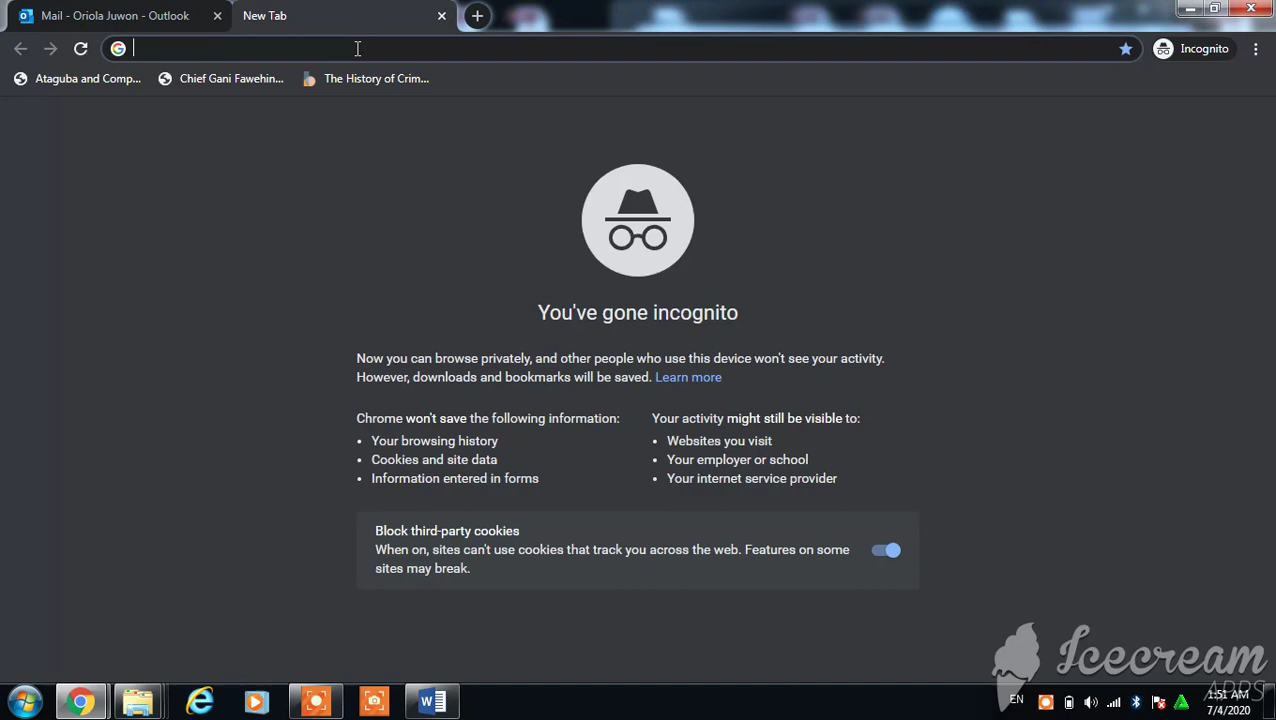 Mail - Oriola Juwon - Outlook
New Tab
Incognito
Ataguba and Comp...
Chief Gani Fawehin...
The History of Crim...
You've gone incognito
Now you can browse privately, and other people who use this device won't see your activity.
However, downloads and bookmarks will be saved. Learn more
Chrome won't save the following information:
• Your browsing history
• Cookies and site data
• Information entered in forms
Your activity might still be visible to:
• Websites you visit
• Your employer or school
• Your internet service provider
Block third-party cookies
When on, sites can't use cookies that track you across the web. Features on some
sites may break.
Icecream
APPS
EN
1:51 AM
7/4/2020